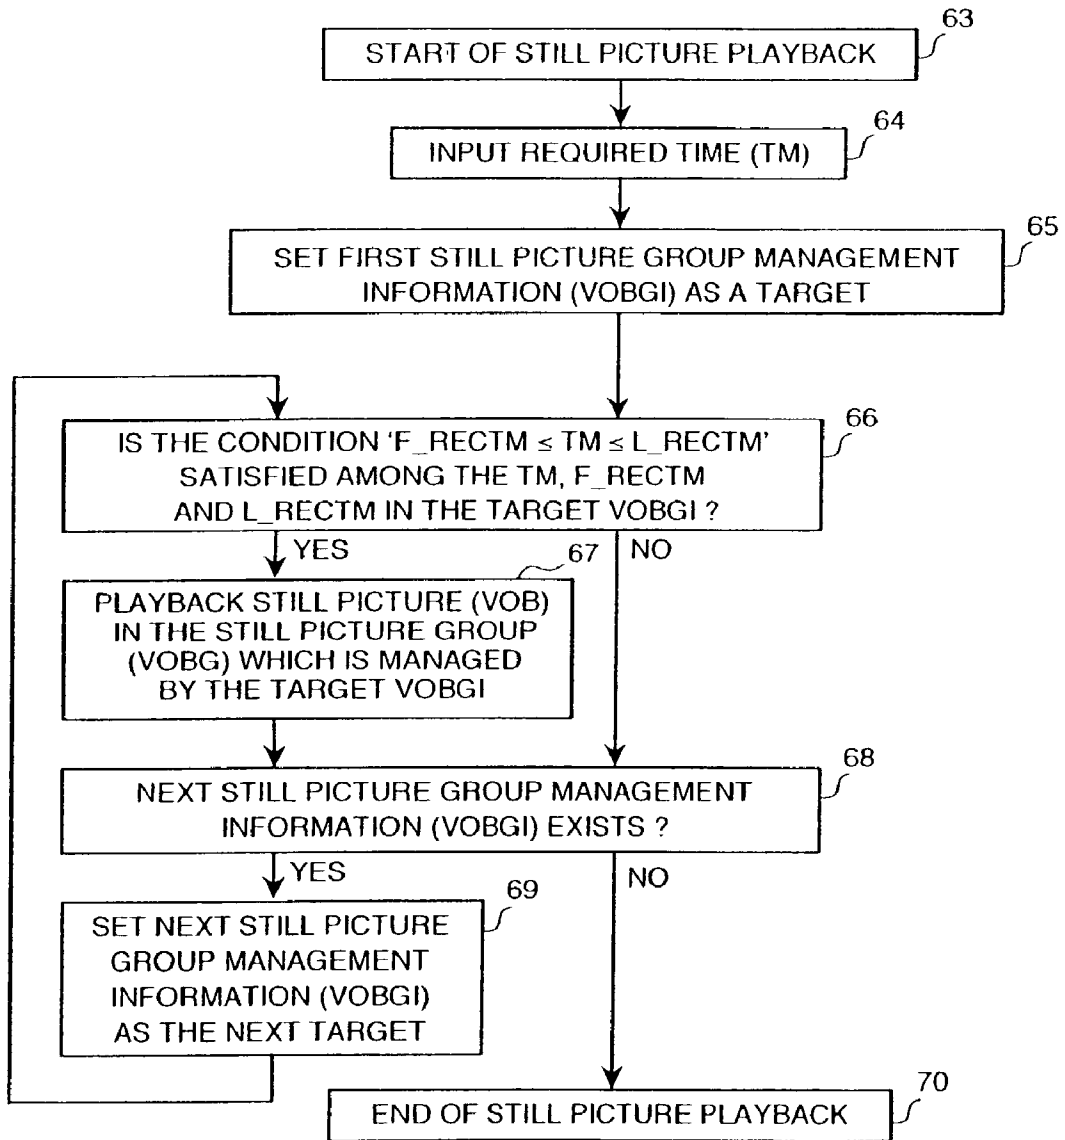 63
START OF STILL PICTURE PLAYBACK
64
INPUT REQUIRED TIME (TM)
65
SET FIRST STILL PICTURE GROUP MANAGEMENT
INFORMATION (VOBGI) AS A TARGET
66
IS THE CONDITION ‘F_RECTM ≤ TM ≤ L_RECTM’
SATISFIED AMONG THE TM, F_RECTM
AND L_RECTM IN THE TARGET VOBGI ?
YES
NO
67
PLAYBACK STILL PICTURE (VOB)
IN THE STILL PICTURE GROUP
(VOBG) WHICH IS MANAGED
BY THE TARGET VOBGI
68
NEXT STILL PICTURE GROUP MANAGEMENT
INFORMATION (VOBGI) EXISTS ?
YES
NO
69
SET NEXT STILL PICTURE
GROUP MANAGEMENT
INFORMATION (VOBGI)
AS THE NEXT TARGET
70
END OF STILL PICTURE PLAYBACK